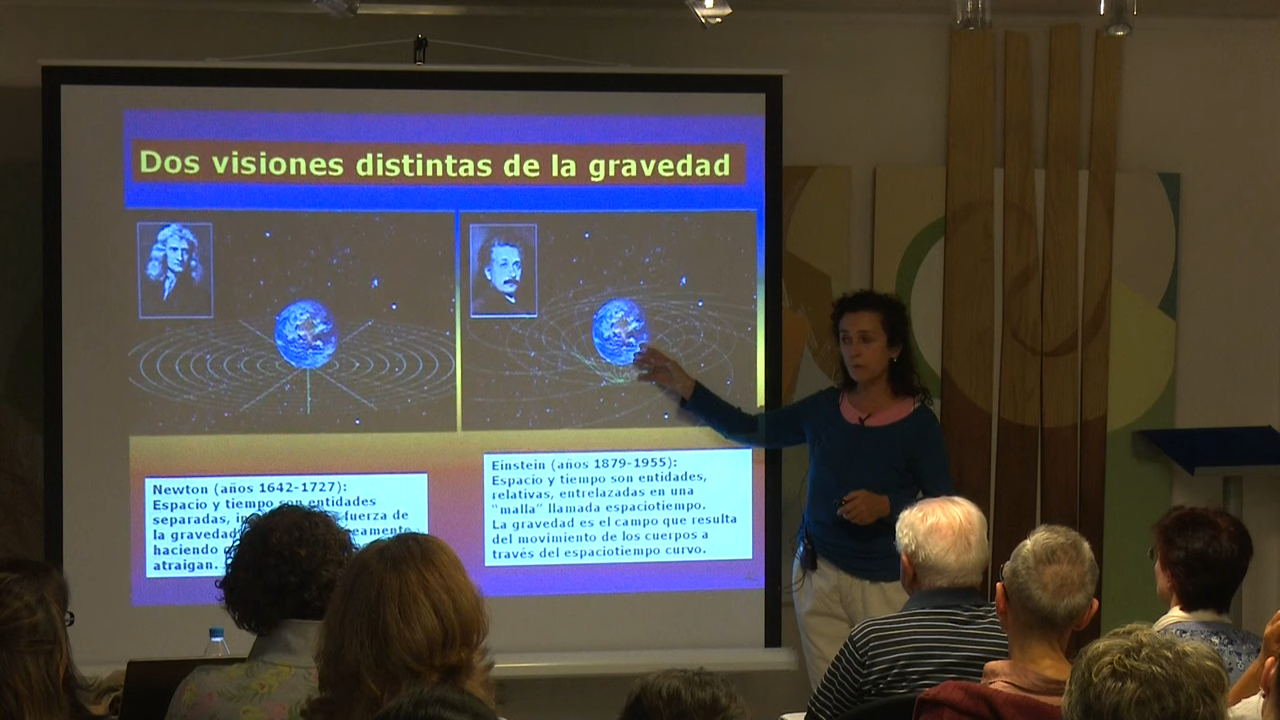 Dos visiones distintas de la gravedad
Newton (años 1642-1727):
Espacio y tiempo son entidades
separadas, fuerza de
la gravedad
haciendo
atraigan.
Einstein (años 1879-1955):
Espacio y tiempo son entidades,
relativas, entrelazadas en una
"malla" llamada espaciotiempo.
La gravedad es el campo que resulta
del movimiento de los cuerpos a
través del espaciotiempo curvo.